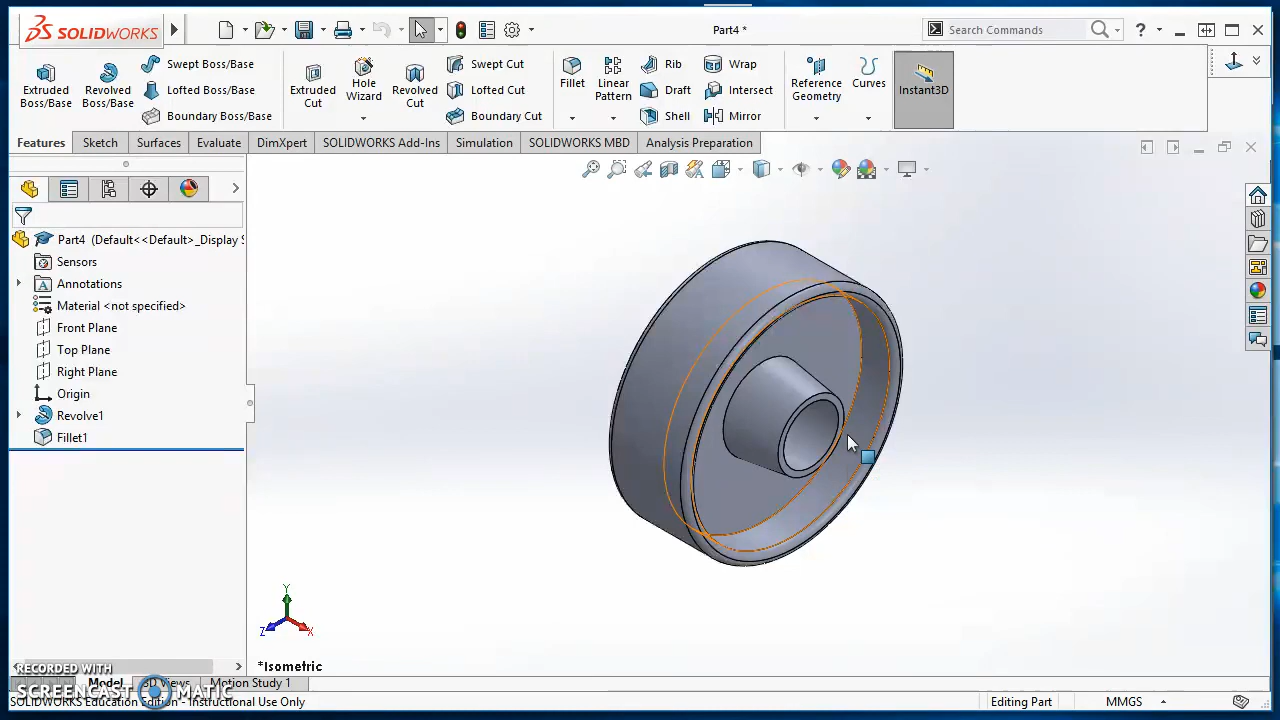 SOLIDWORKS
Part4 *
Search Commands
?
Extruded
Boss/Base
Revolved
Boss/Base
Swept Boss/Base
Lofted Boss/Base
Boundary Boss/Base
Extruded
Cut
Hole
Wizard
Revolved
Cut
Swept Cut
Lofted Cut
Boundary Cut
Fillet
Linear
Pattern
Rib
Draft
Shell
Wrap
Intersect
Mirror
Reference
Geometry
Curves
Instant3D
Features
Sketch
Surfaces
Evaluate
DimXpert
SOLIDWORKS Add-Ins
Simulation
SOLIDWORKS MBD
Analysis Preparation
Part4 (Default<<Default>_Display S
Sensors
Annotations
Material <not specified>
Front Plane
Top Plane
Right Plane
Origin
Revolve1
Fillet1
Y
Z
X
*Isometric
RECORDED WITH
SCREENCAST MATIC
Model
3D Views
Motion Study 1
SOLIDWORKS Education Edition - Instructional Use Only
Editing Part
MMGS